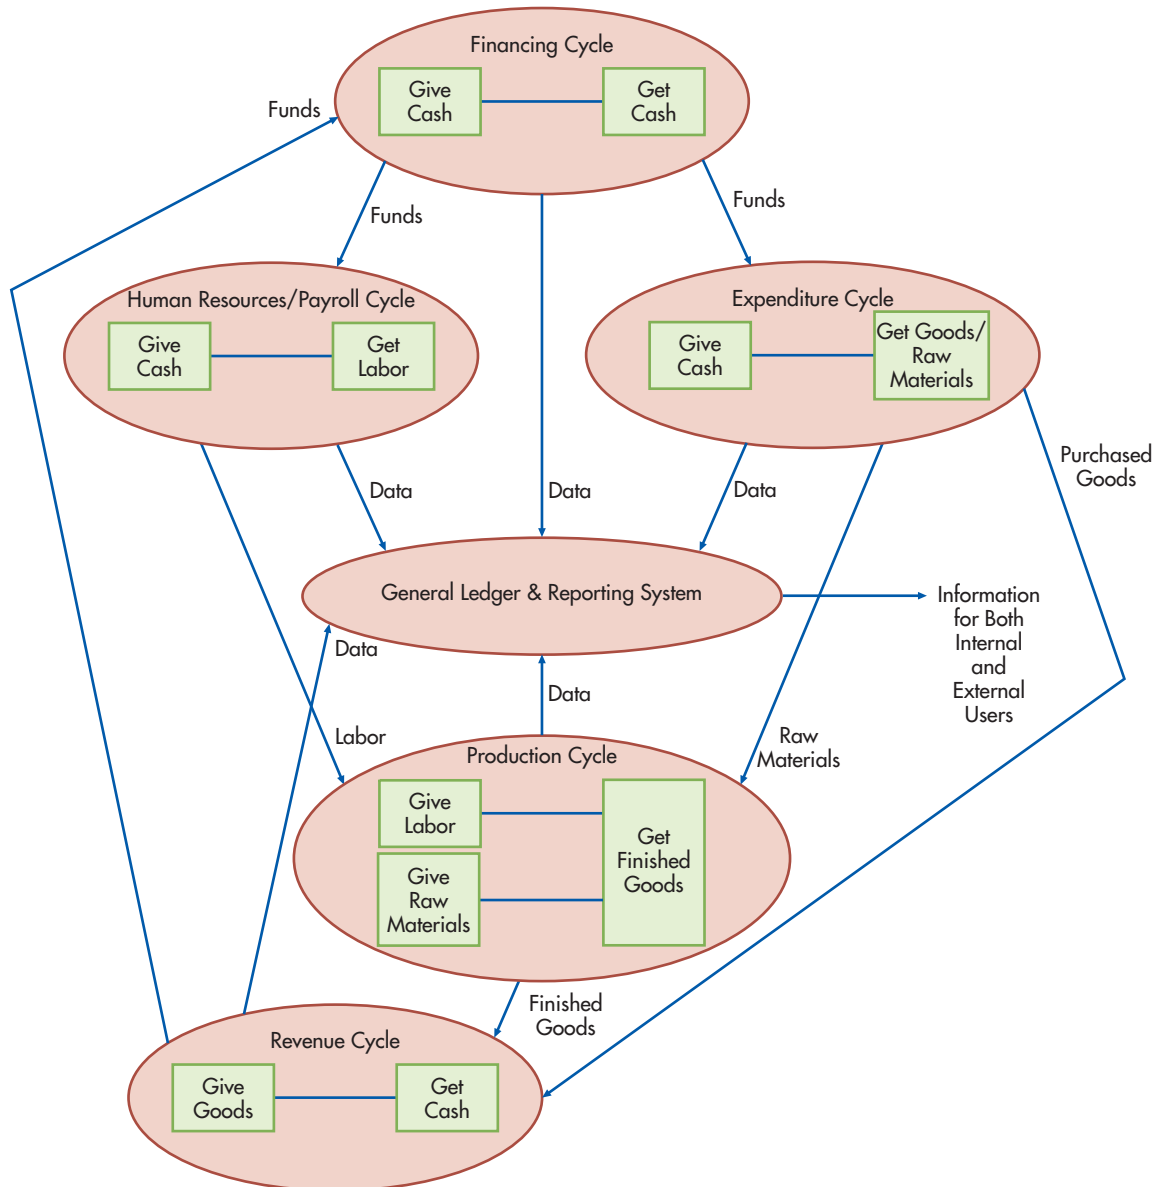 Financing Cycle
Give
Cash
Get
Cash
Funds
Funds
Funds
Human Resources/Payroll Cycle
Give
Cash
Get
Labor
Expenditure Cycle
Give
Cash
Get Goods/
Raw
Materials
Data
Data
Data
Purchased
Goods
General Ledger & Reporting System
Information
for Both
Internal
and
External
Users
Data
Data
Labor
Raw
Materials
Production Cycle
Give
Labor
Give
Raw
Materials
Get
Finished
Goods
Finished
Goods
Revenue Cycle
Give
Goods
Get
Cash